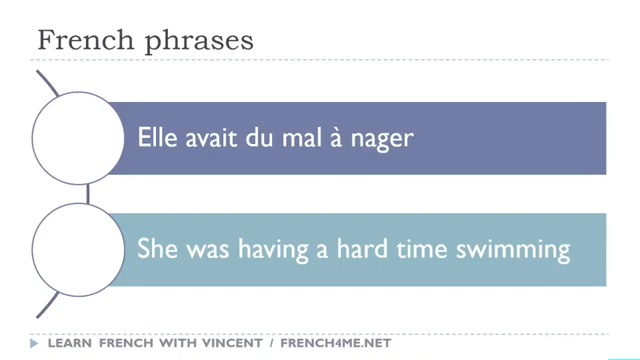 French phrases
Elle avait du mal à nager
She was having a hard time swimming
LEARN FRENCH WITH VINCENT / FRENCH4ME.NET